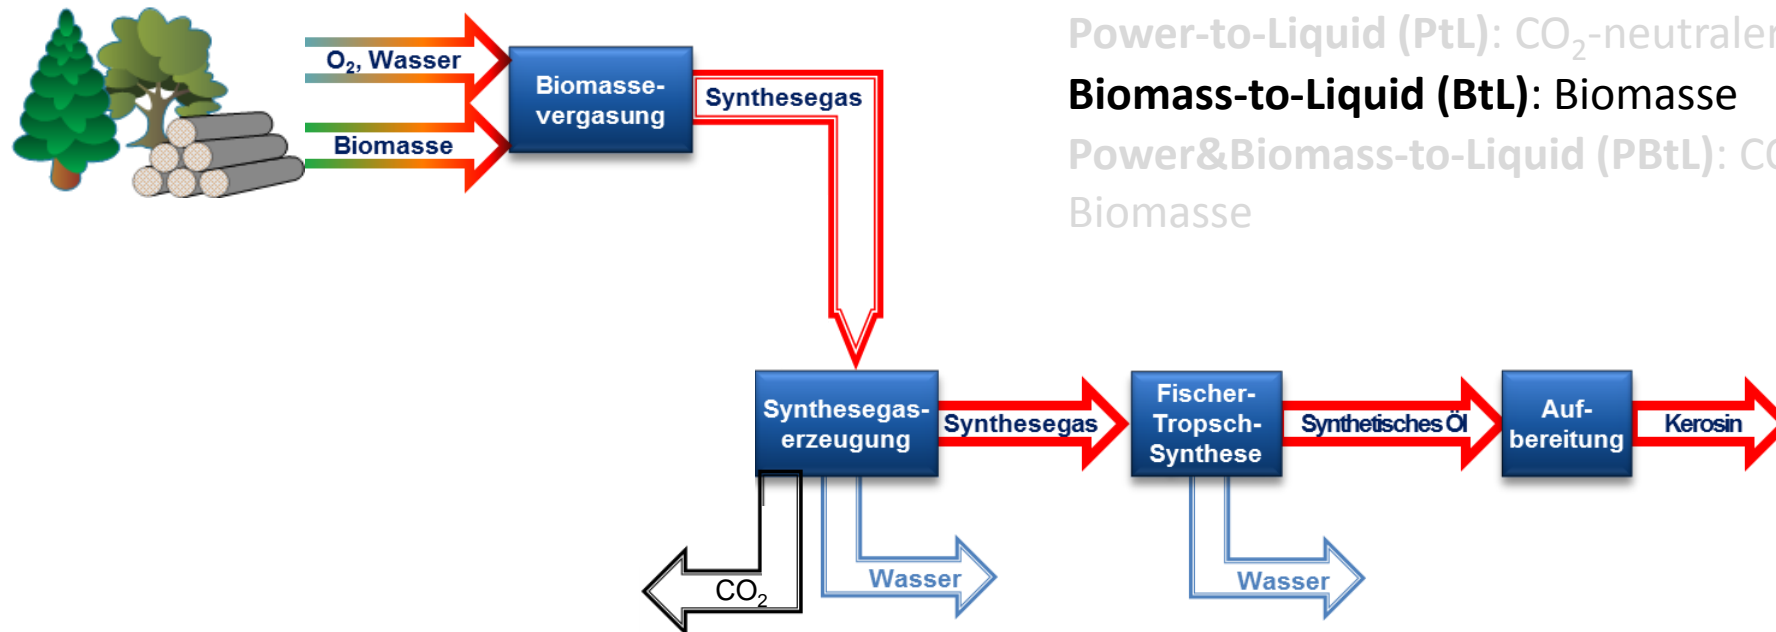 Power-to-Liquid (PtL): CO₂-neutraler
Biomass-to-Liquid (BtL): Biomasse
Power&Biomass-to-Liquid (PBtL): CO
Biomasse
O₂, Wasser
Biomasse
Biomasse-
vergasung
Synthesegas
Synthesegas-
erzeugung
Synthesegas
Fischer-
Tropsch-
Synthese
Synthetisches Öl
Auf-
bereitung
Kerosin
CO₂
Wasser
Wasser